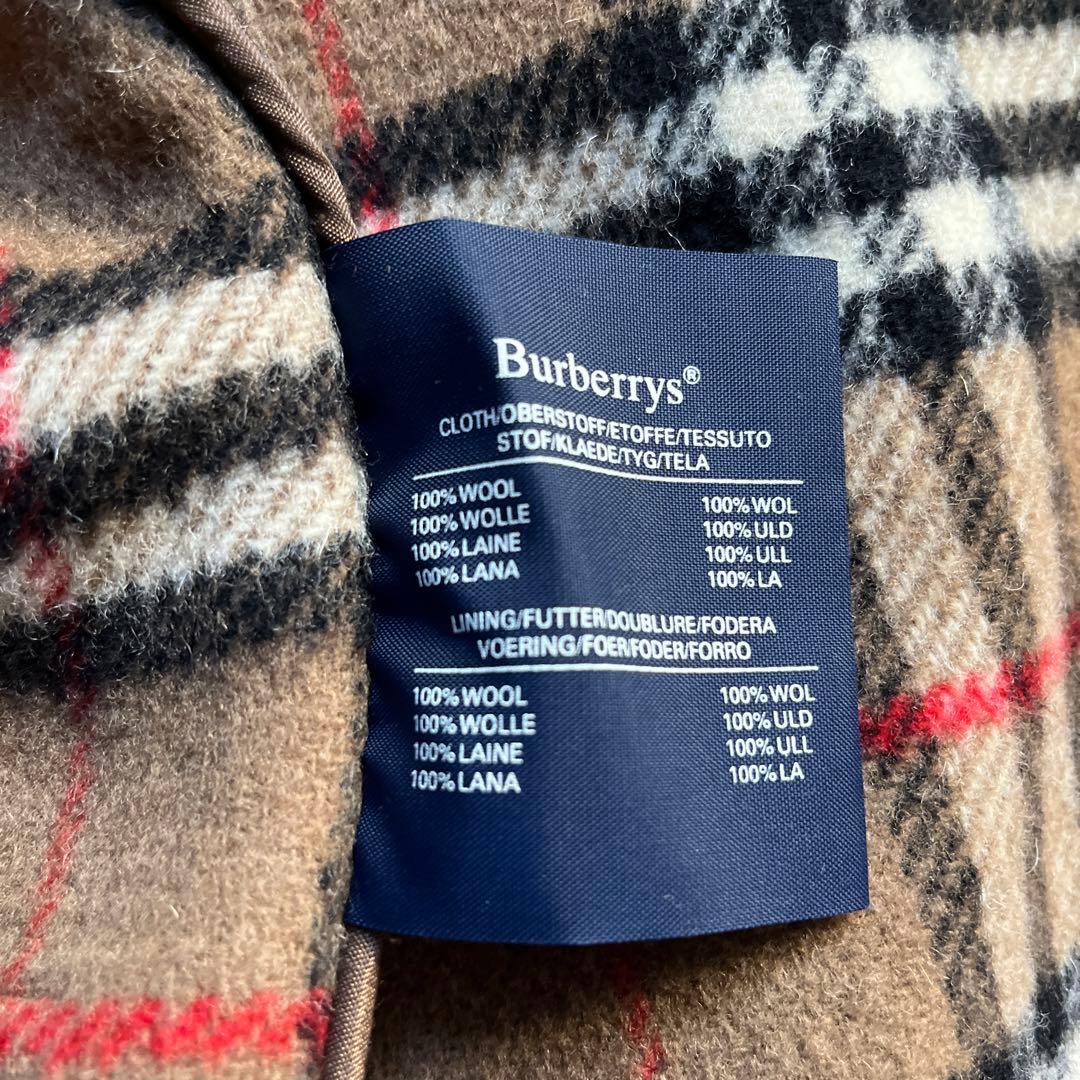 Burberrys®
CLOTH/OBERSTOFF/ETOFFE/TESSUTO
STOF/KLAEDE/TYG/TELA
100% WOOL
100% WOLLE
100% LAINE
100% LANA
100% WOL
100% ULD
100% ULL
100% LA
LINING/FUTTER/DOUBLURE/FODERA
VOERING/FOER/FODER/FORRO
100% WOOL
100% WOLLE
100% LAINE
100% LANA
100% WOL
100% ULD
100% ULL
100% LA